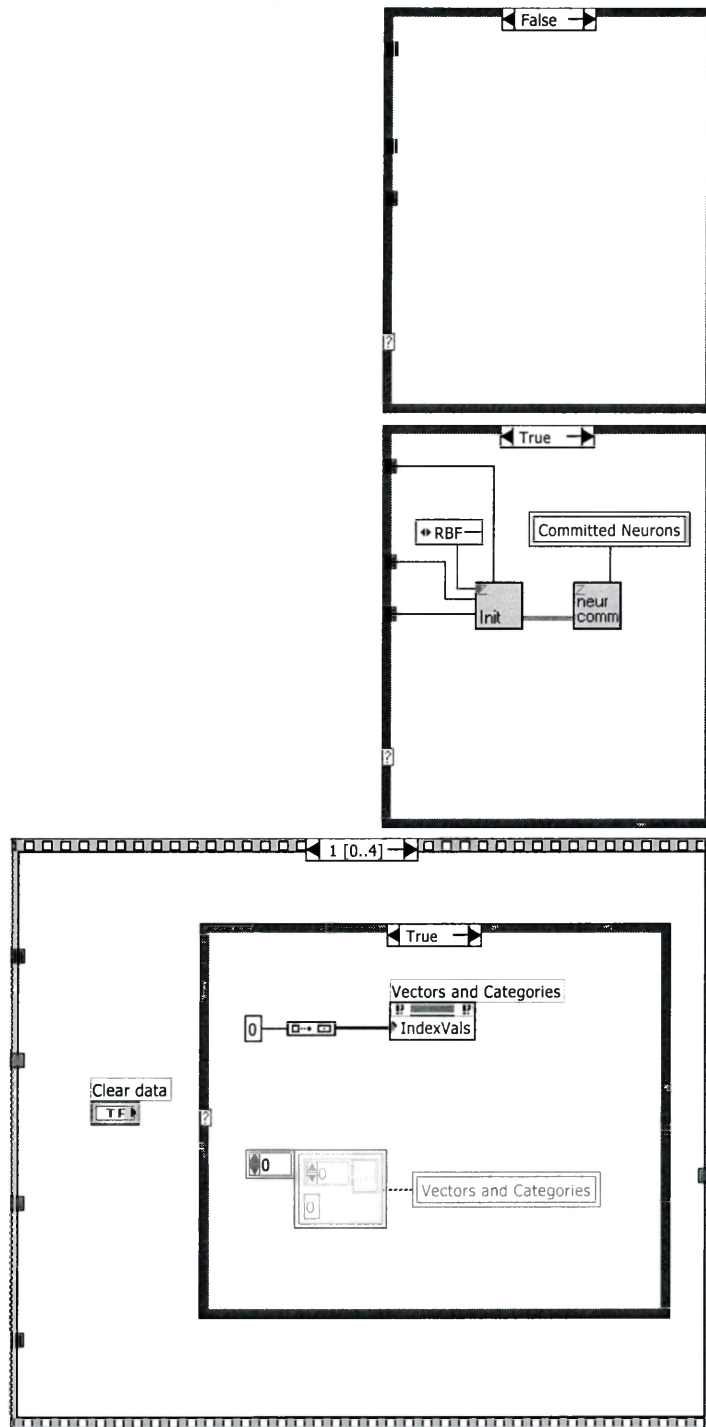 False
?
True
RBF
Committed Neurons
Init
neur
comm
?
1 [0..4]
True
Vectors and Categories
0
IndexVals
Clear data
TF
?
0
0
Vectors and Categories
0